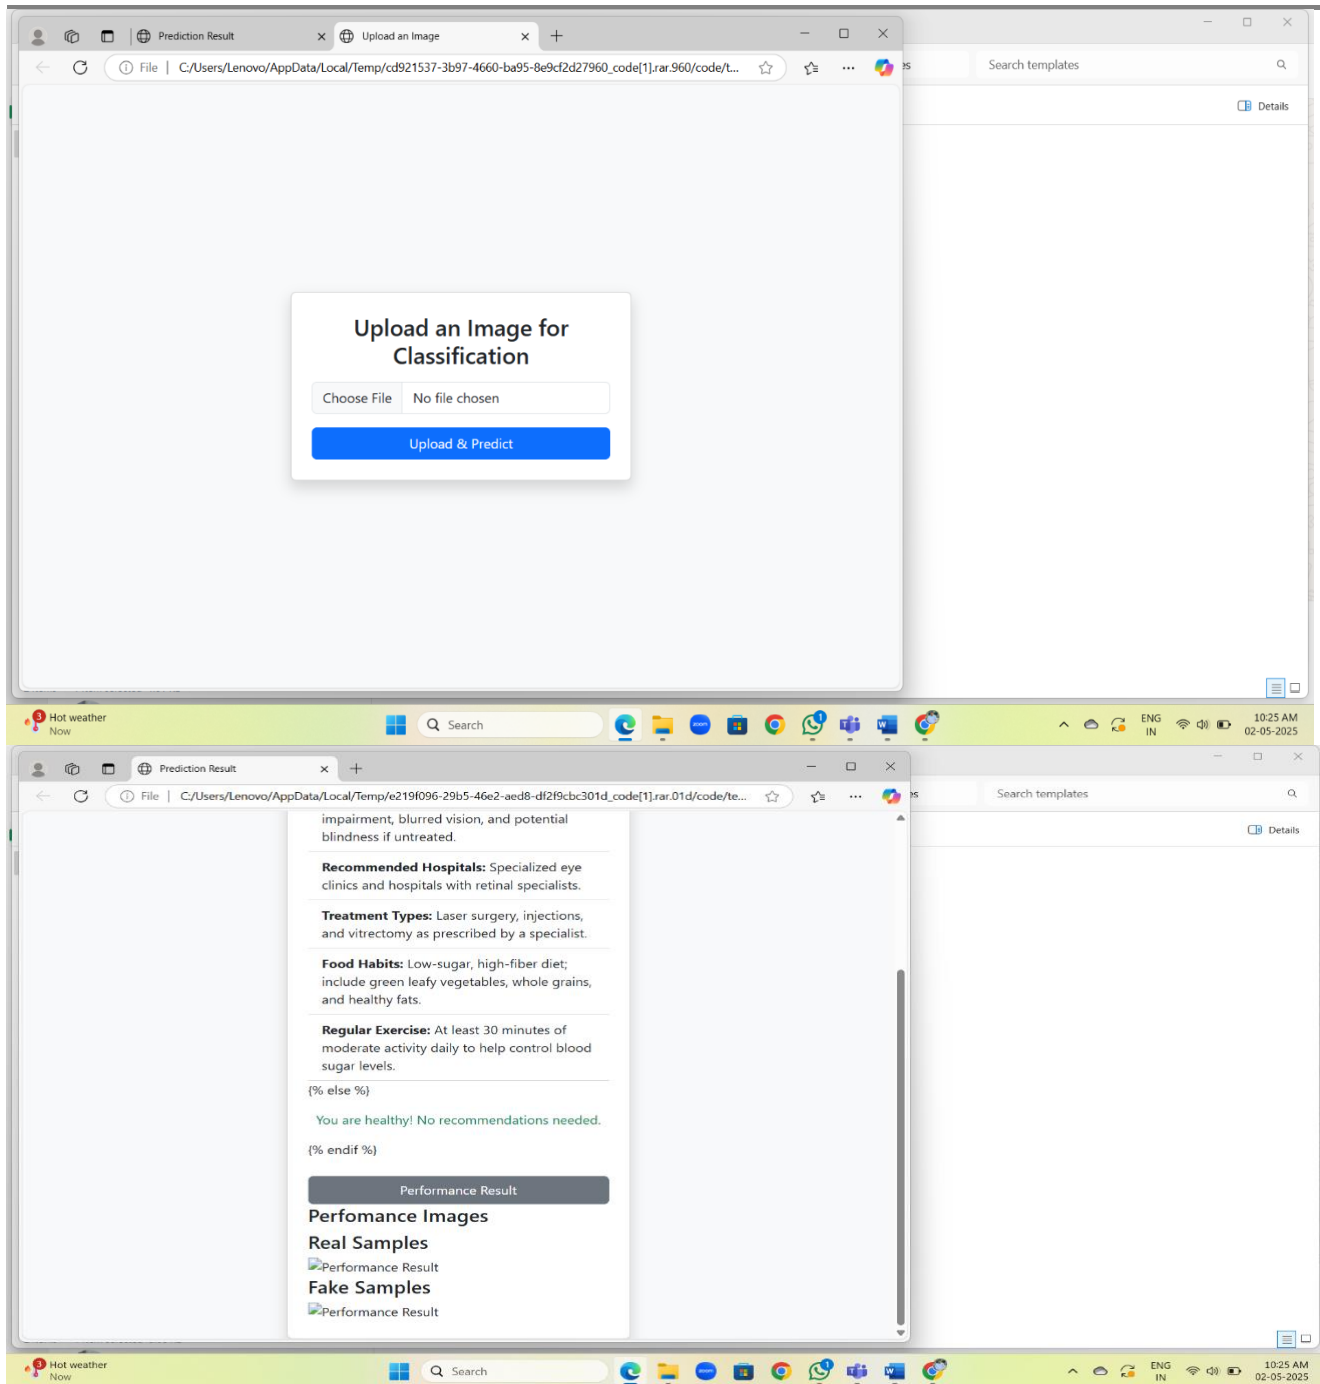 Prediction Result
Upload an Image
File | C:/Users/Lenovo/AppData/Local/Temp/cd921537-3b97-4660-ba95-8e9cf2d27960_code[1].rar.960/code/t...
Search templates
Details
Upload an Image for
Classification
Choose File No file chosen
Upload & Predict
3 Hot weather
Now
Search
zoom
1
ENG
IN
10:25 AM
02-05-2025
Prediction Result
File | C:/Users/Lenovo/AppData/Local/Temp/e219f096-29b5-46e2-aed8-df2f9cbc301d_code[1].rar.01d/code/te...
Search templates
Details
impairment, blurred vision, and potential
blindness if untreated.
Recommended Hospitals: Specialized eye
clinics and hospitals with retinal specialists.
Treatment Types: Laser surgery, injections,
and vitrectomy as prescribed by a specialist.
Food Habits: Low-sugar, high-fiber diet;
include green leafy vegetables, whole grains,
and healthy fats.
Regular Exercise: At least 30 minutes of
moderate activity daily to help control blood
sugar levels.
{% else %}
You are healthy! No recommendations needed.
{% endif %}
Performance Result
Perfomance Images
Real Samples
Performance Result
Fake Samples
Performance Result
3 Hot weather
Now
Search
zoom
1
ENG
IN
10:25 AM
02-05-2025